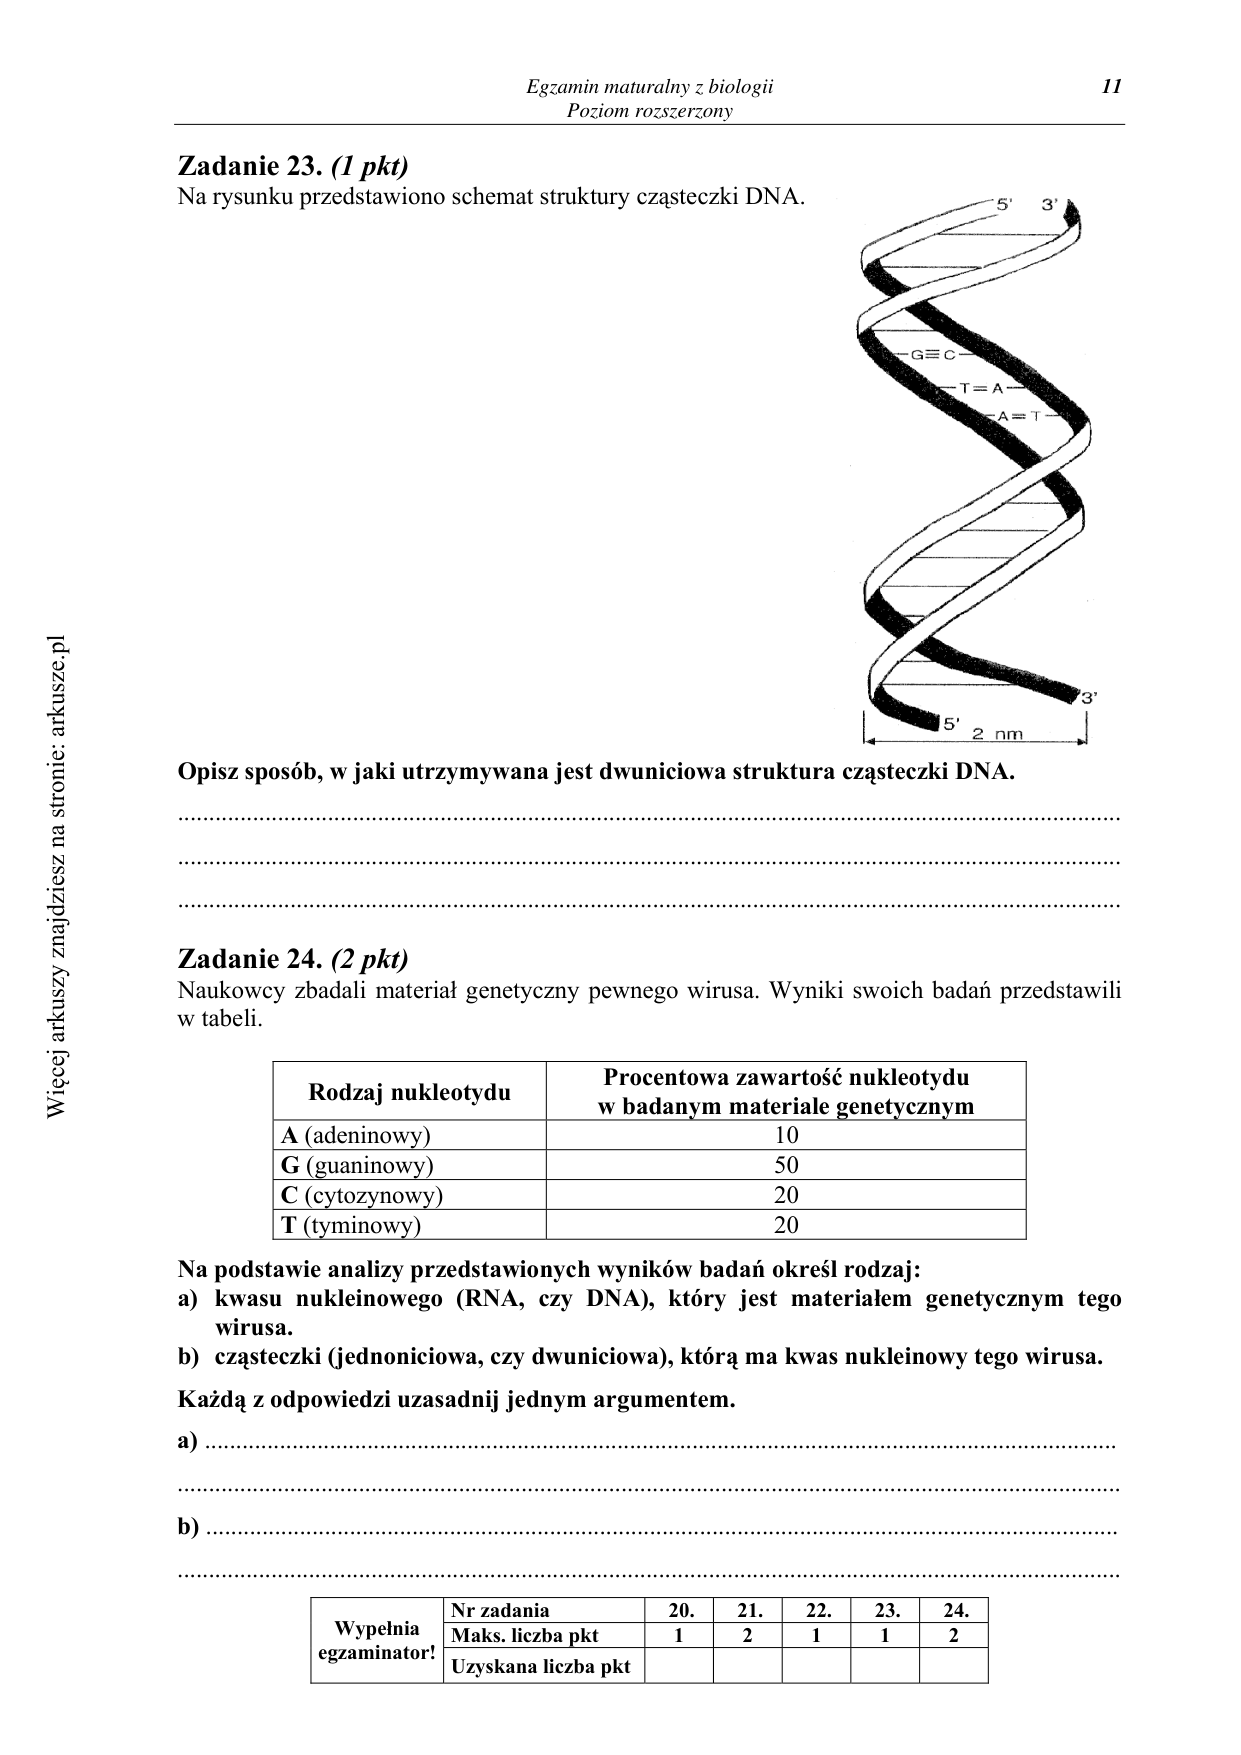 Egzamin maturalny z biologii
Poziom rozszerzony
11
Zadanie 23. (1 pkt)
Na rysunku przedstawiono schemat struktury cząsteczki DNA.
5' 3'
G≡C
T=A
A=T
3'
5'
2 nm
Opisz sposób, w jaki utrzymywana jest dwuniciowa struktura cząsteczki DNA.
Zadanie 24. (2 pkt)
Naukowcy zbadali materiał genetyczny pewnego wirusa. Wyniki swoich badań przedstawili
w tabeli.
Rodzaj nukleotydu
Procentowa zawartość nukleotydu
w badanym materiale genetycznym
A (adeninowy) 10
G (guaninowy) 50
C (cytozynowy) 20
T (tyminowy) 20
Na podstawie analizy przedstawionych wyników badań określ rodzaj:
a) kwasu nukleinowego (RNA, czy DNA), który jest materiałem genetycznym tego
wirusa.
b) cząsteczki (jednoniciowa, czy dwuniciowa), którą ma kwas nukleinowy tego wirusa.
Każdą z odpowiedzi uzasadnij jednym argumentem.
a)
b)
Wypełnia
egzaminator!
Nr zadania 20. 21. 22. 23. 24.
Maks. liczba pkt 1 2 1 1 2
Uzyskana liczba pkt
Więcej arkuszy znajdziesz na stronie: arkusze.pl